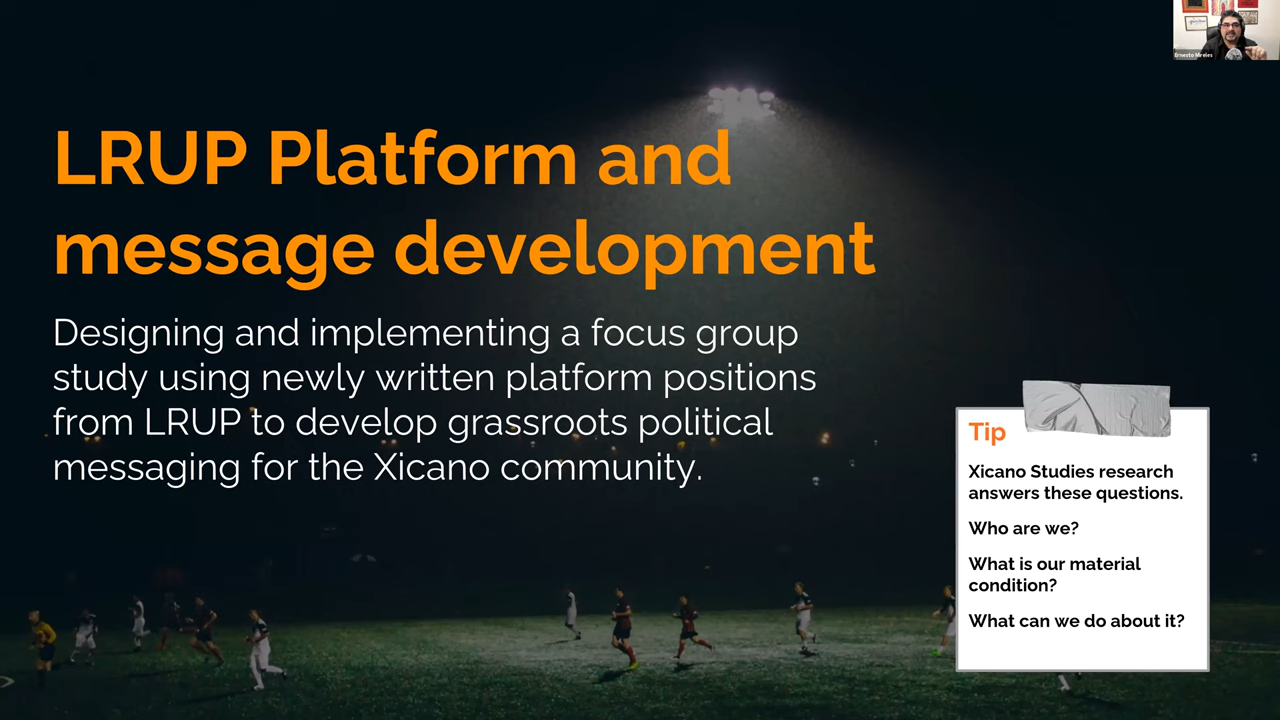 Ernesto Mireles
LRUP Platform and
message development
Designing and implementing a focus group
study using newly written platform positions
from LRUP to develop grassroots political
messaging for the Xicano community.
Tip
Xicano Studies research
answers these questions.
Who are we?
What is our material
condition?
What can we do about it?